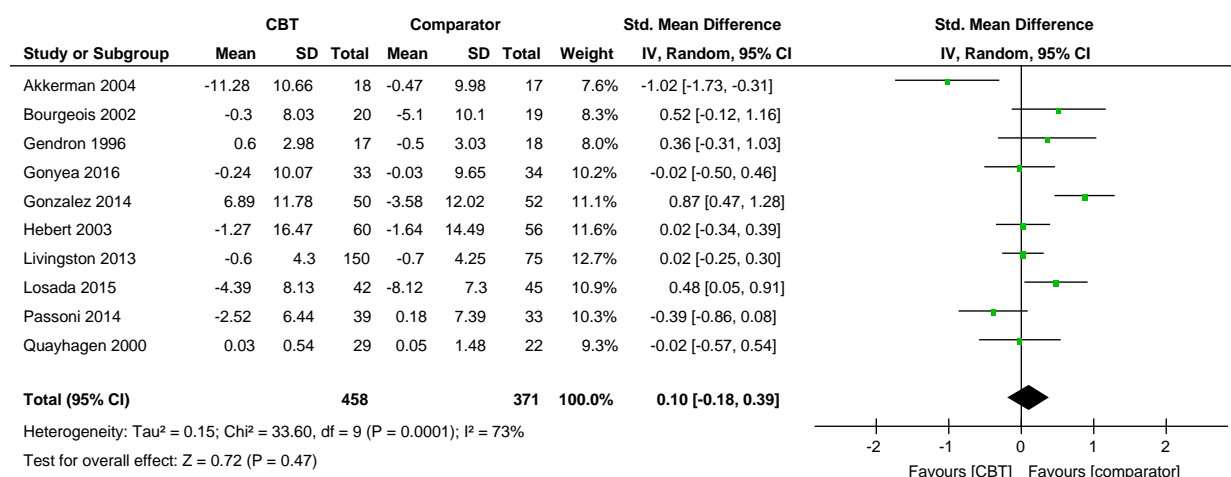 CBT Comparator Std. Mean Difference Std. Mean Difference
Study or Subgroup Mean SD Total Mean SD Total Weight IV, Random, 95% CI IV, Random, 95% CI
Akkerman 2004 -11.28 10.66 18 -0.47 9.98 17 7.6% -1.02 [-1.73, -0.31]
Bourgeois 2002 -0.3 8.03 20 -5.1 10.1 19 8.3% 0.52 [-0.12, 1.16]
Gendron 1996 0.6 2.98 17 -0.5 3.03 18 8.0% 0.36 [-0.31, 1.03]
Gonyea 2016 -0.24 10.07 33 -0.03 9.65 34 10.2% -0.02 [-0.50, 0.46]
Gonzalez 2014 6.89 11.78 50 -3.58 12.02 52 11.1% 0.87 [0.47, 1.28]
Hebert 2003 -1.27 16.47 60 -1.64 14.49 56 11.6% 0.02 [-0.34, 0.39]
Livingston 2013 -0.6 4.3 150 -0.7 4.25 75 12.7% 0.02 [-0.25, 0.30]
Losada 2015 -4.39 8.13 42 -8.12 7.3 45 10.9% 0.48 [0.05, 0.91]
Passoni 2014 -2.52 6.44 39 0.18 7.39 33 10.3% -0.39 [-0.86, 0.08]
Quayhagen 2000 0.03 0.54 29 0.05 1.48 22 9.3% -0.02 [-0.57, 0.54]
Total (95% CI) 458 371 100.0% 0.10 [-0.18, 0.39]
Heterogeneity: Tau² = 0.15; Chi² = 33.60, df = 9 (P = 0.0001); I² = 73%
Test for overall effect: Z = 0.72 (P = 0.47)
-2 -1 0 1 2
Favours [CBT] Favours [comparator]